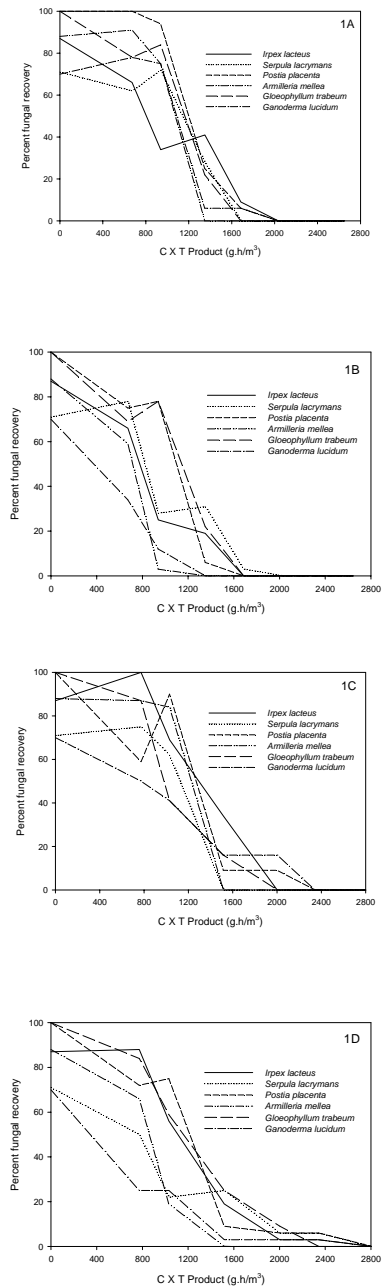 1A
Irpex lacteus
Serpula lacrymans
Postia placenta
Armilleria mellea
Gloeophyllum trabeum
Ganoderma lucidum
Percent fungal recovery
100
80
60
40
20
0
0 400 800 1200 1600 2000 2400 2800
C X T Product (g.h/m³)
1B
Irpex lacteus
Serpula lacrymans
Postia placenta
Armilleria mellea
Gloeophyllum trabeum
Ganoderma lucidum
Percent fungal recovery
100
80
60
40
20
0
0 400 800 1200 1600 2000 2400 2800
C X T Product (g.h/m³)
1C
Irpex lacteus
Serpula lacrymans
Postia placenta
Armilleria mellea
Gloeophyllum trabeum
Ganoderma lucidum
Percent fungal recovery
100
80
60
40
20
0
0 400 800 1200 1600 2000 2400 2800
C X T Product (g.h/m³)
1D
Irpex lacteus
Serpula lacrymans
Postia placenta
Armilleria mellea
Gloeophyllum trabeum
Ganoderma lucidum
Percent fungal recovery
100
80
60
40
20
0
0 400 800 1200 1600 2000 2400 2800
C X T Product (g.h/m³)